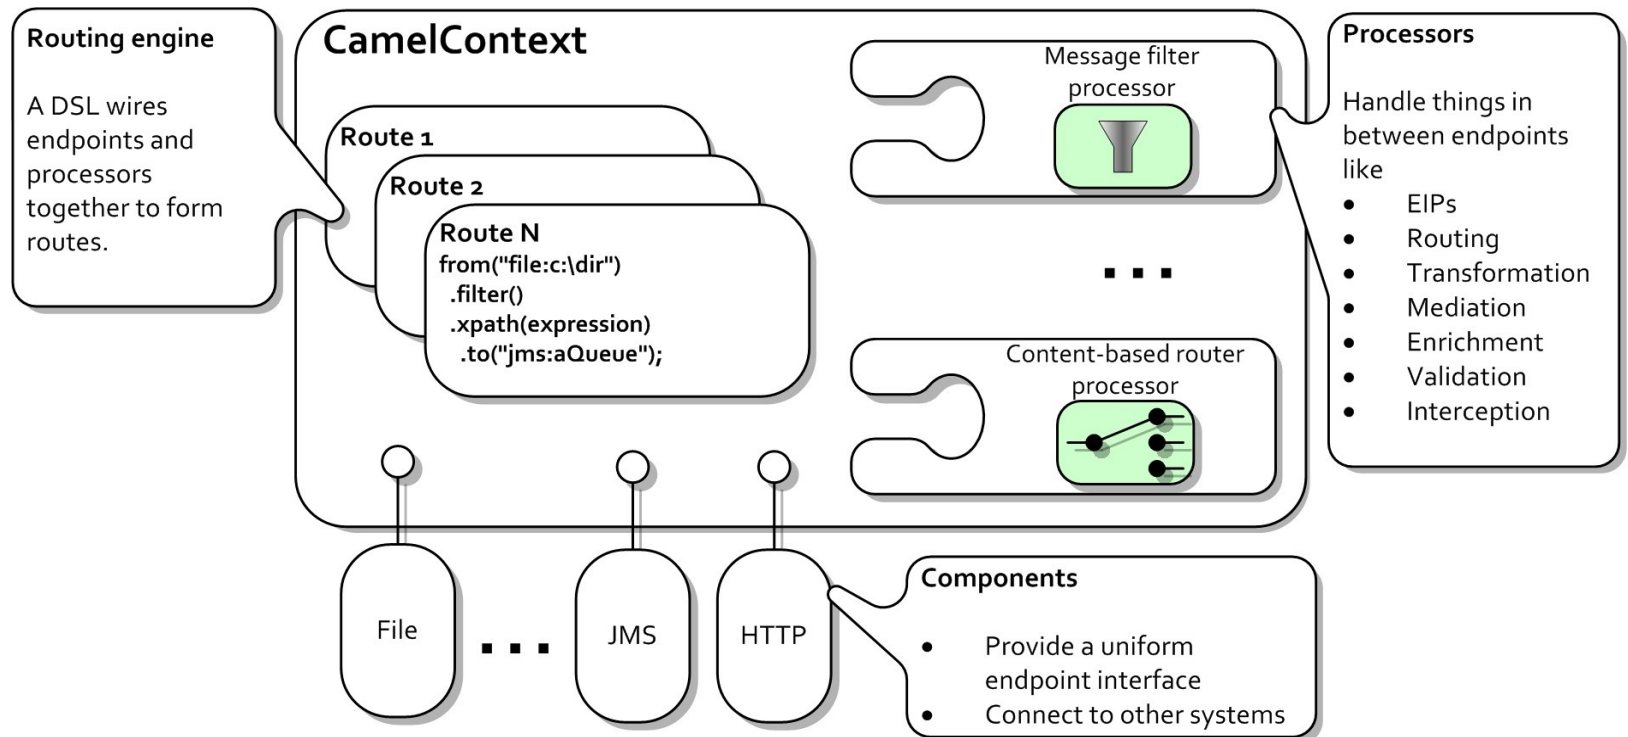 Routing engine
A DSL wires
endpoints and
processors
together to form
routes.
CamelContext
Route 1
Route 2
Route N
from("file:c:\dir")
.filter()
.xpath(expression)
.to("jms:aQueue");
Message filter
processor
. . .
Content-based router
processor
Processors
Handle things in
between endpoints
like
• EIPs
• Routing
• Transformation
• Mediation
• Enrichment
• Validation
• Interception
File
. . .
JMS
HTTP
Components
• Provide a uniform
endpoint interface
• Connect to other systems